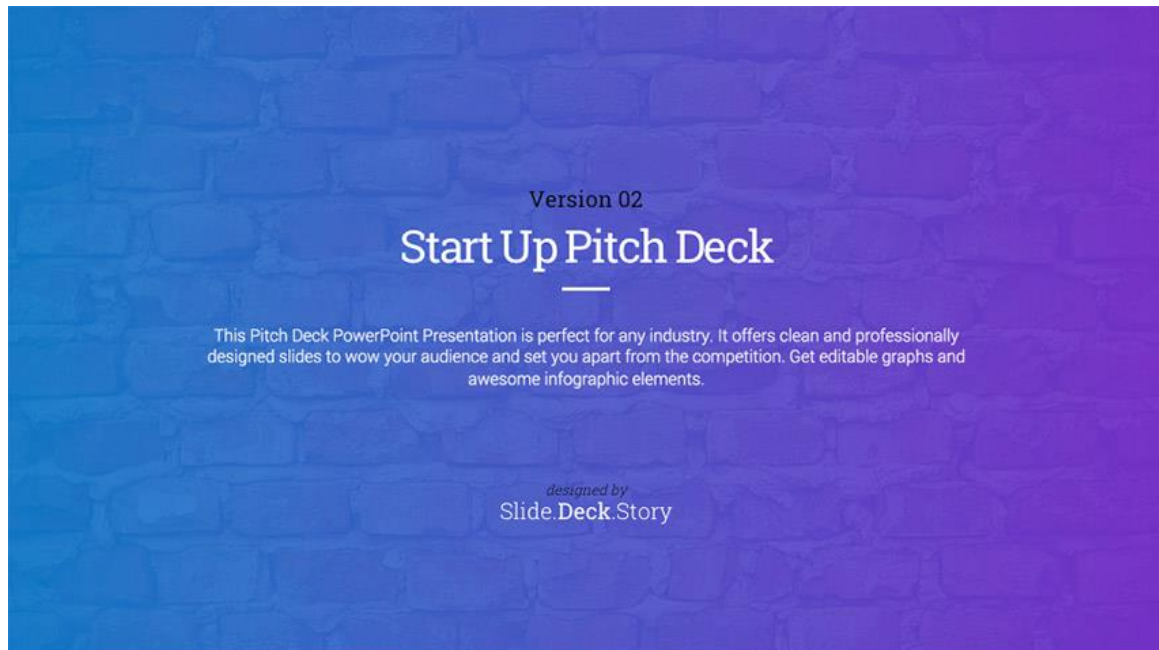 Version 02
Start Up Pitch Deck
This Pitch Deck PowerPoint Presentation is perfect for any industry. It offers clean and professionally
designed slides to wow your audience and set you apart from the competition. Get editable graphs and
awesome infographic elements.
designed by
Slide.Deck.Story